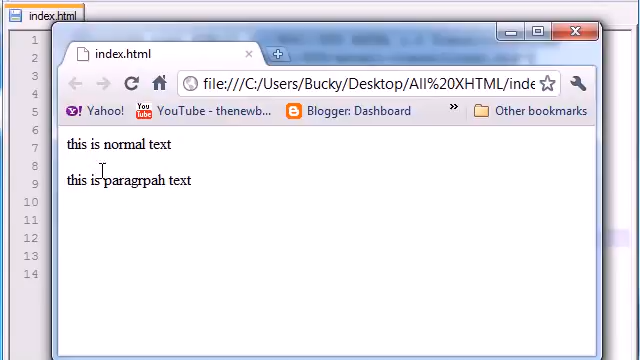 index.html
index.html
file:///C:/Users/Bucky/Desktop/All%20XHTML/inde
Yahoo!
You Tube
YouTube - thenewb...
Blogger: Dashboard
»
Other bookmarks
this is normal text
this is paragrpah text
1
2
3
4
5
6
7
8
9
10
11
12
13
14